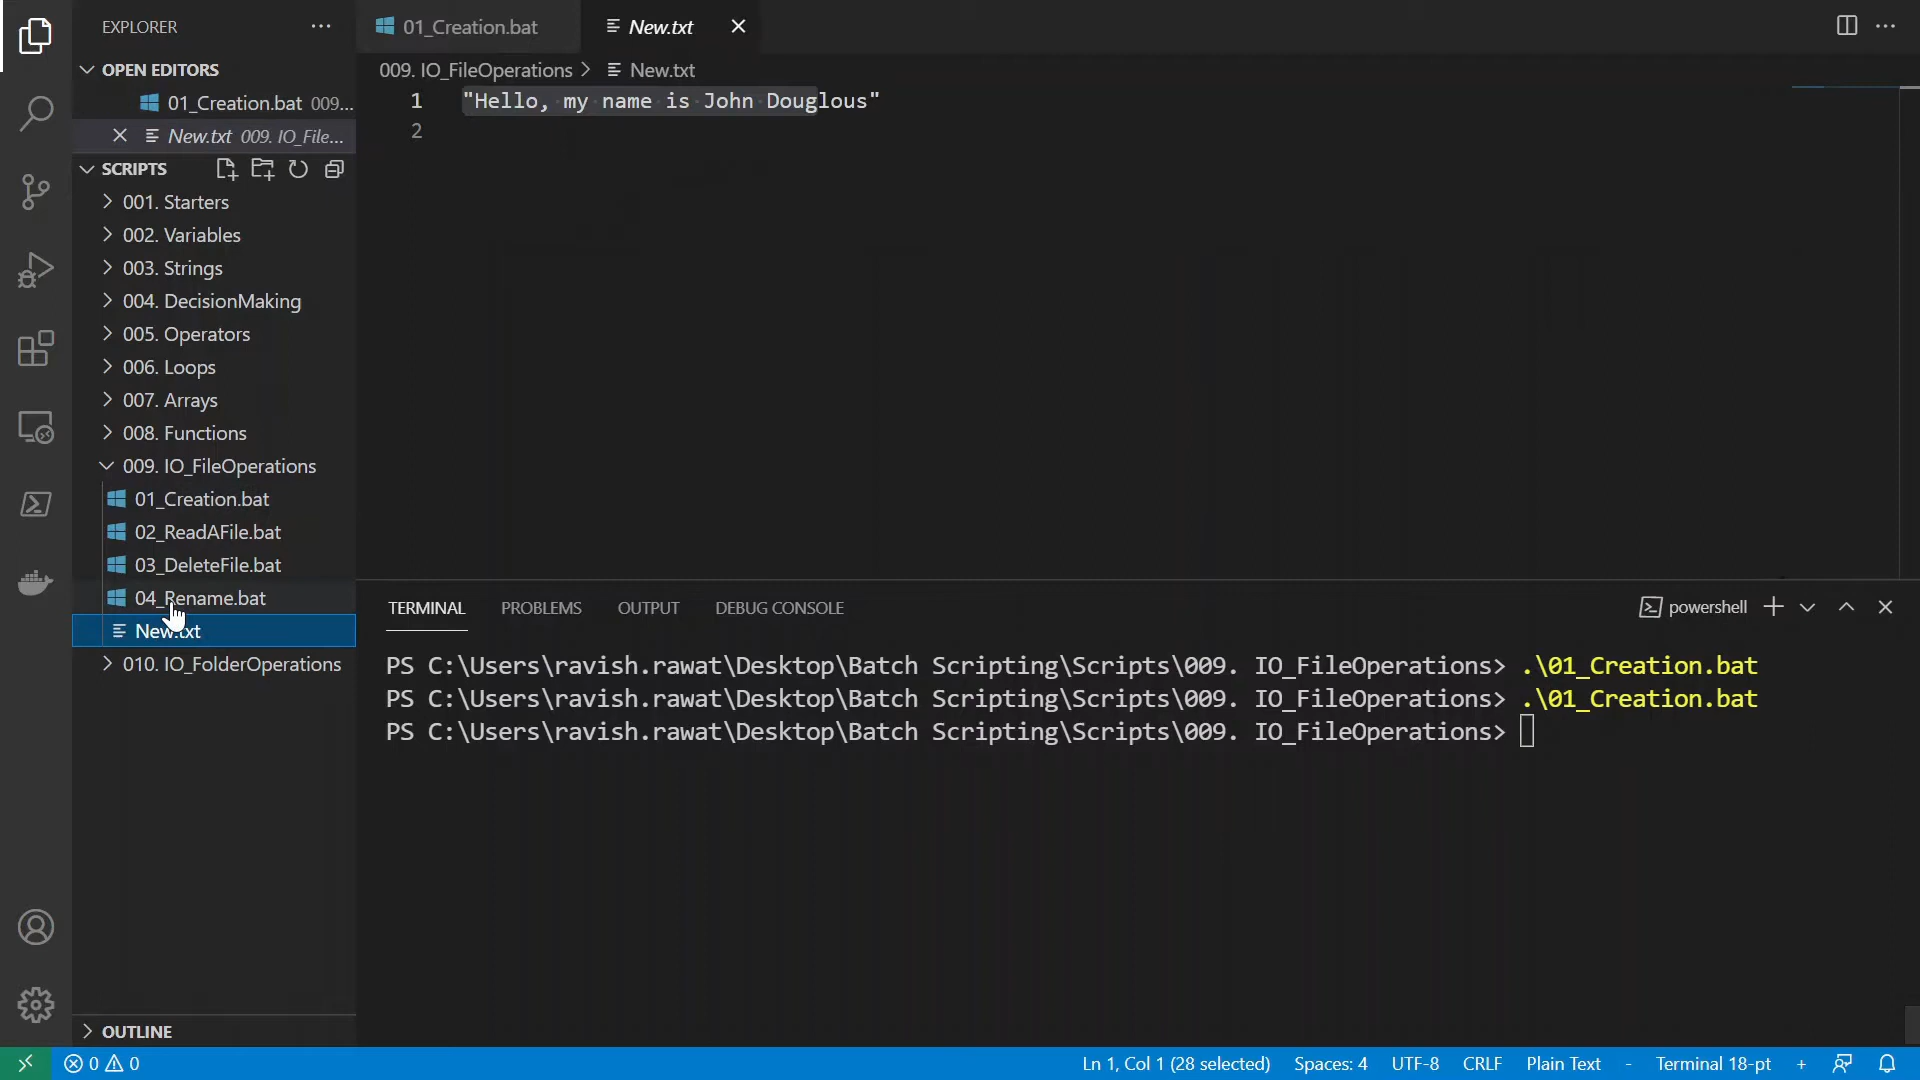 EXPLORER
OPEN EDITORS
01_Creation.bat 009...
New.txt 009. IO_File...
SCRIPTS
001. Starters
002. Variables
003. Strings
004. DecisionMaking
005. Operators
006. Loops
007. Arrays
008. Functions
009. IO_FileOperations
01_Creation.bat
02_ReadAFile.bat
03_DeleteFile.bat
04_Rename.bat
New.txt
010. IO_FolderOperations
OUTLINE
01_Creation.bat New.txt
009. IO_FileOperations > New.txt
1 "Hello, my name is John Douglous"
2
TERMINAL PROBLEMS OUTPUT DEBUG CONSOLE powershell
PS C:\Users\ravish.rawat\Desktop\Batch Scripting\Scripts\009. IO_FileOperations> .\01_Creation.bat
PS C:\Users\ravish.rawat\Desktop\Batch Scripting\Scripts\009. IO_FileOperations> .\01_Creation.bat
PS C:\Users\ravish.rawat\Desktop\Batch Scripting\Scripts\009. IO_FileOperations>
0 0 Ln 1, Col 1 (28 selected) Spaces: 4 UTF-8 CRLF Plain Text - Terminal 18-pt +